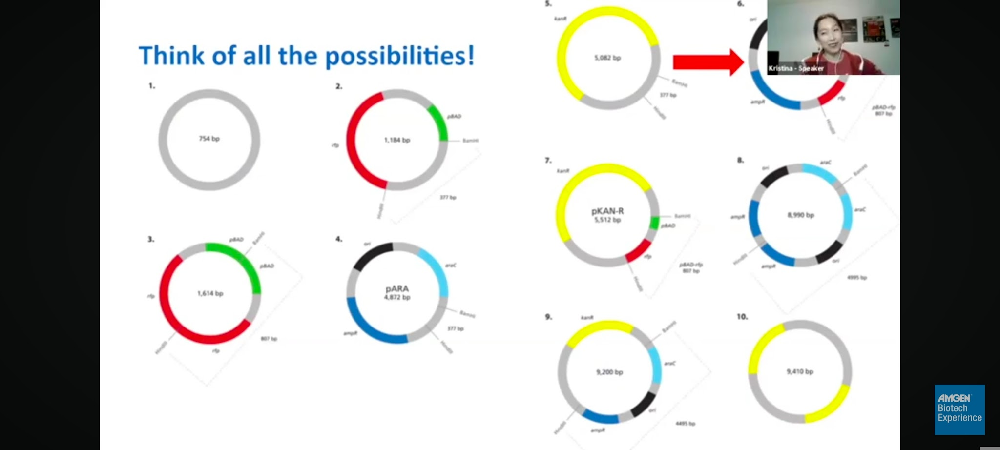 Think of all the possibilities!
1.
754 bp
2.
pBAD
BamHI
1,184 bp
rfp
377 bp
HindIII
3.
pBAD
BamHI
pBAD
1,614 bp
rfp
807 bp
HindIII
rfp
4.
ori
araC
pARA
4,872 bp
BamHI
377 bp
ampR
HindIII
5.
kanR
5,082 bp
BamHI
377 bp
HindIII
6.
ori
Kristina - Speaker
ampR
rfp
pBAD-rfp
807 bp
HindIII
7.
kanR
pKAN-R
5,512 bp
BamHI
pBAD
rfp
pBAD-rfp
807 bp
HindIII
8.
araC
ori
BamHI
araC
ampR
8,990 bp
HindIII
ori
ampR
4995 bp
9.
kanR
BamHI
araC
9,200 bp
ori
HindIII
4495 bp
ampR
10.
9,410 bp
AMGEN®
Biotech
Experience